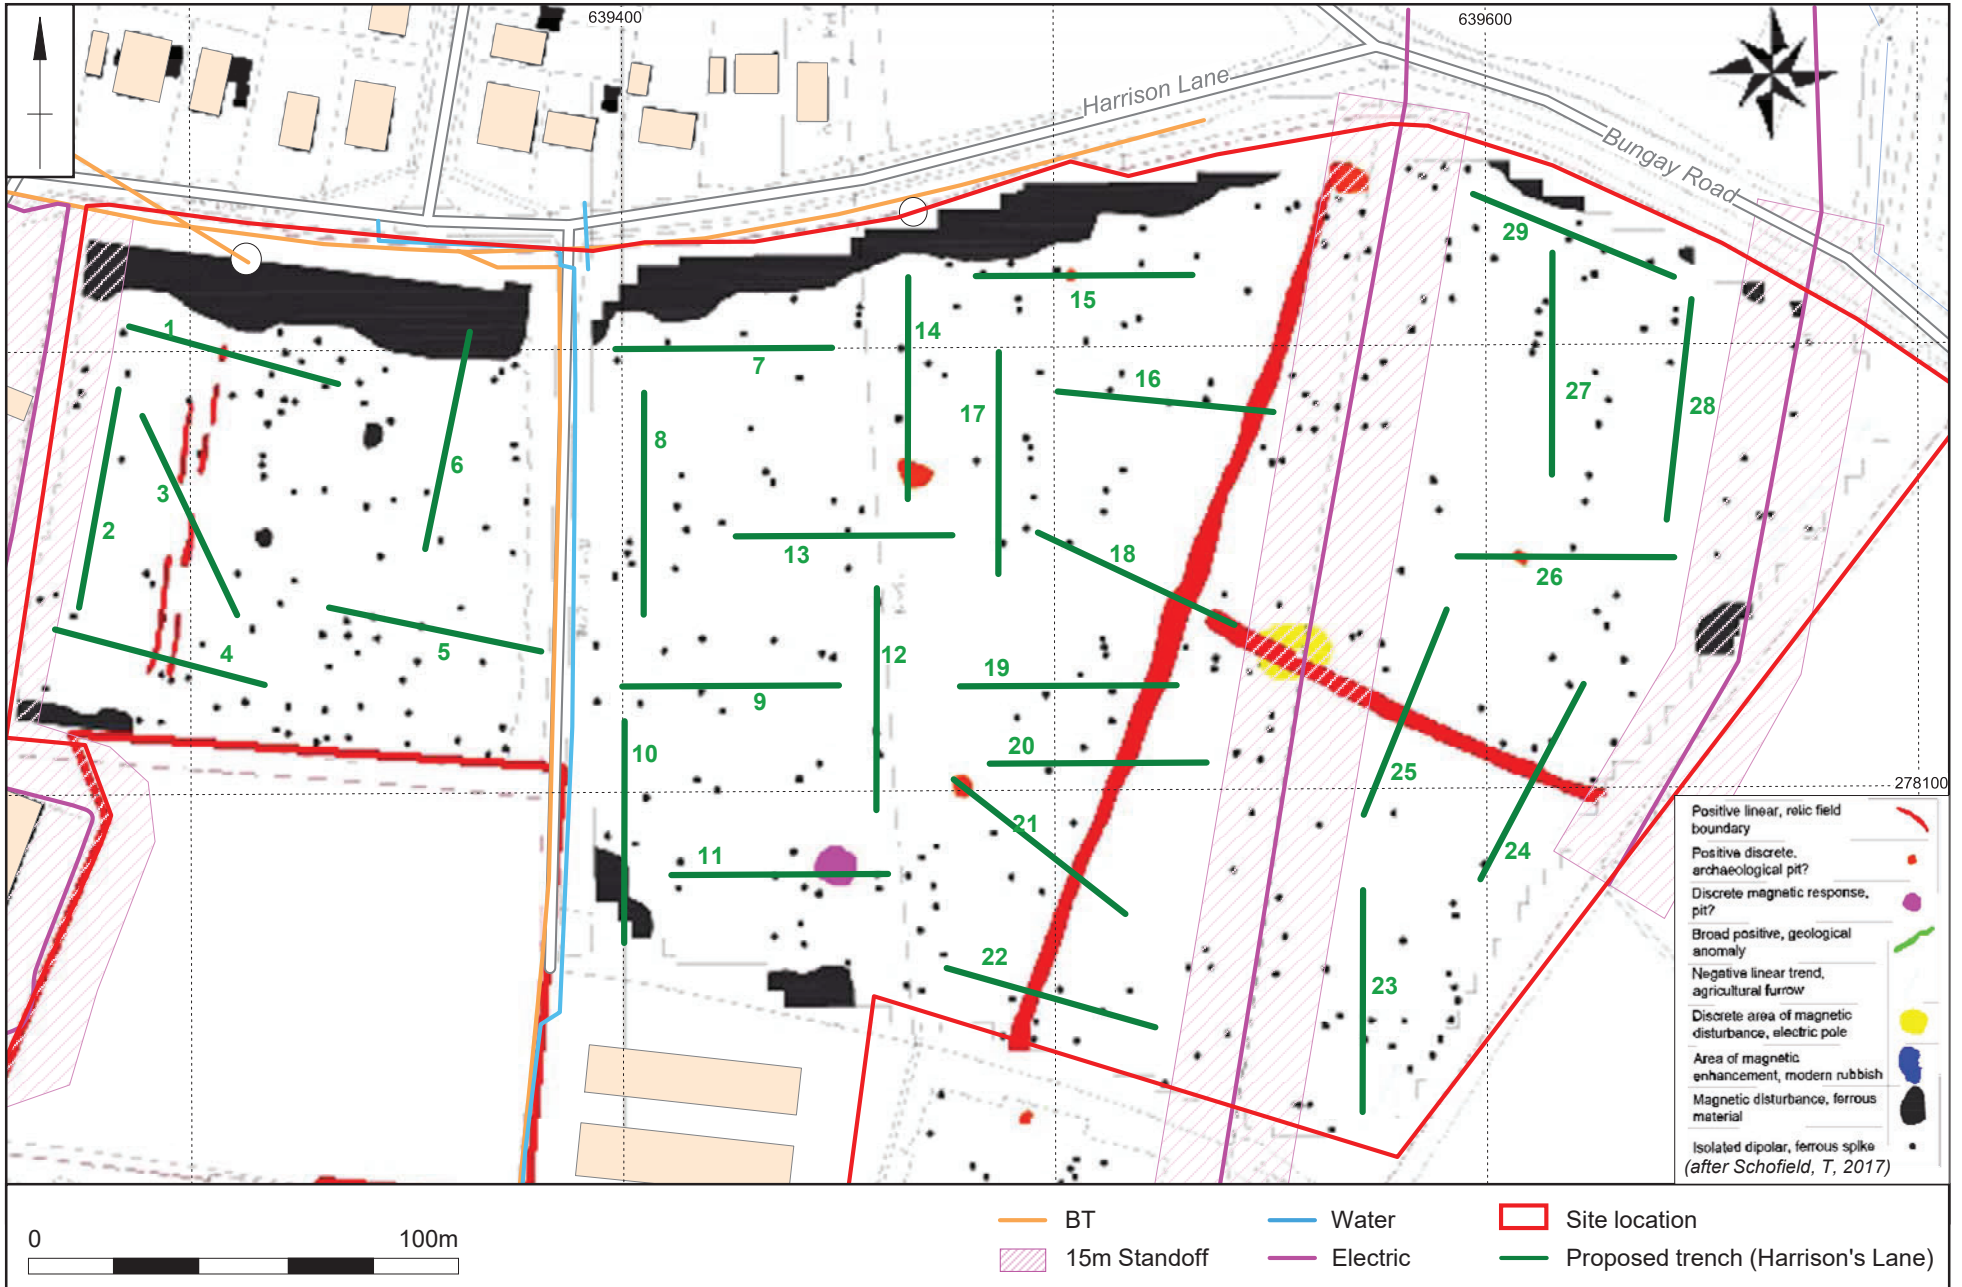 639400
639600
Harrison Lane
Bungay Road
29
1
15
14
7
16
27
17
28
8
6
3
2
13
18
26
12
4
5
19
9
20
10
25
21
24
11
22
23
278100
Positive linear, relic field
boundary
Positive discrete,
archaeological pit?
Discrete magnetic response,
pit?
Broad positive, geological
anomaly
Negative linear trend,
agricultural furrow
Discrete area of magnetic
disturbance, electric pole
Area of magnetic
enhancement, modern rubbish
Magnetic disturbance, ferrous
material
Isolated dipolar, ferrous spike
(after Schofield, T, 2017)
0 100m
BT
Water
Site location
15m Standoff
Electric
Proposed trench (Harrison's Lane)